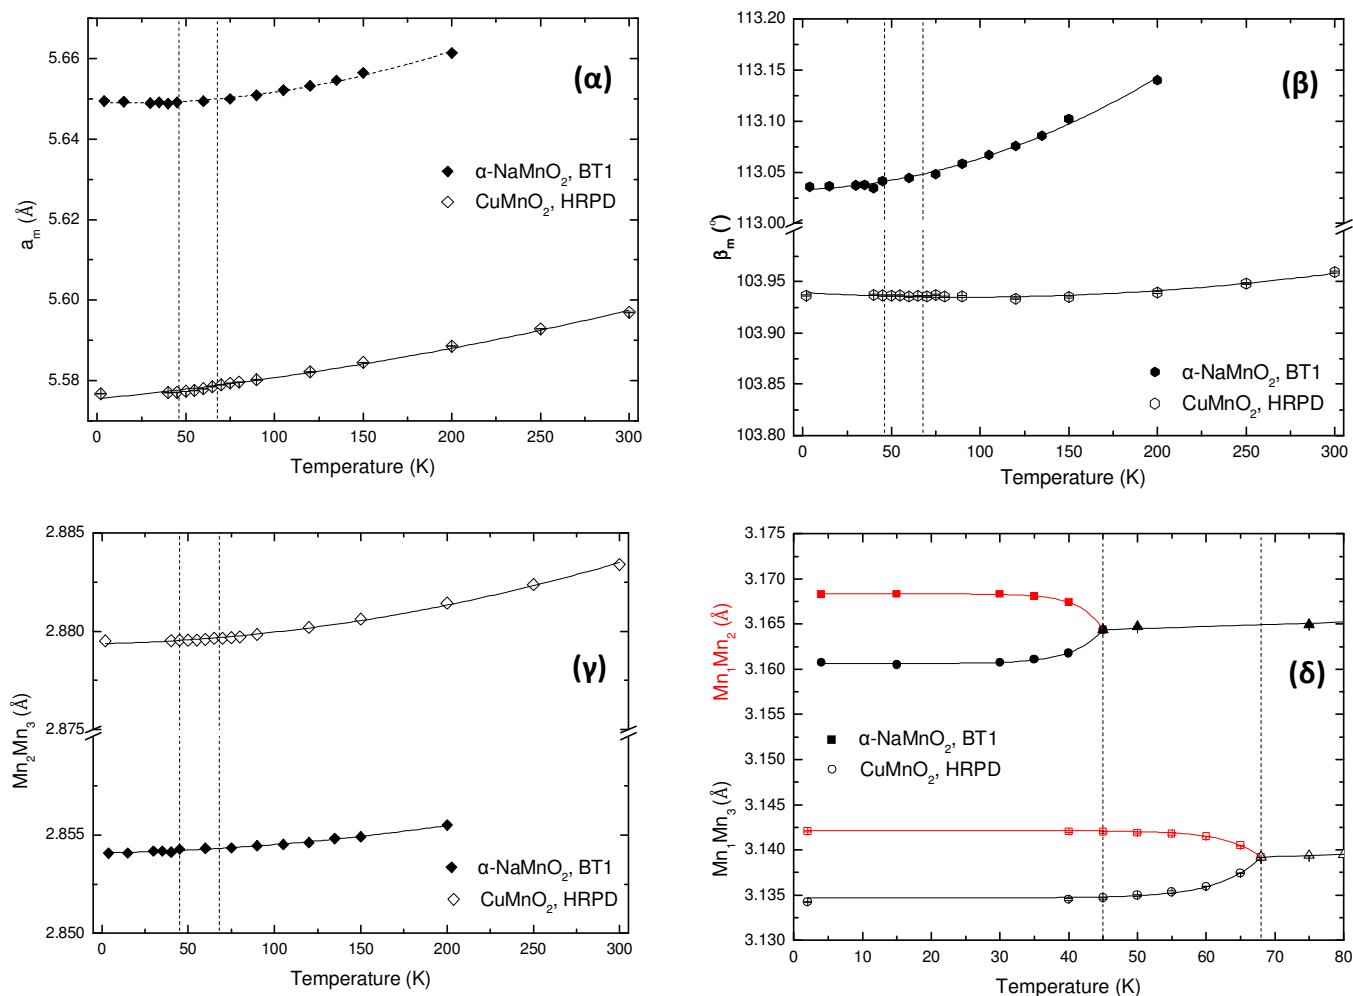 5.66
5.64
5.62
5.60
5.58
a_m (Å)
(α)
α-NaMnO₂, BT1
CuMnO₂, HRPD
0 50 100 150 200 250 300
Temperature (K)
113.20
113.15
113.10
113.05
113.00
103.95
103.90
103.85
103.80
β_m (°)
(β)
α-NaMnO₂, BT1
CuMnO₂, HRPD
0 50 100 150 200 250 300
Temperature (K)
2.885
2.880
2.875
2.855
2.850
Mn₂Mn₃ (Å)
(γ)
α-NaMnO₂, BT1
CuMnO₂, HRPD
0 50 100 150 200 250 300
Temperature (K)
3.175
3.170
3.165
3.160
3.155
3.150
3.145
3.140
3.135
3.130
Mn₁Mn₂ (Å)
Mn₁Mn₃ (Å)
(δ)
α-NaMnO₂, BT1
CuMnO₂, HRPD
0 10 20 30 40 50 60 70 80
Temperature (K)